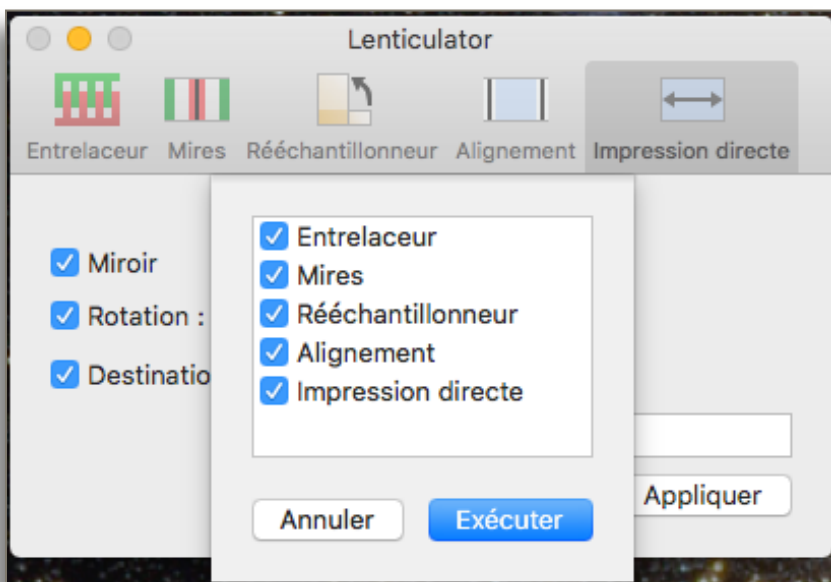 Lenticulator
Entrelaceur Mires Rééchantillonneur Alignement Impression directe
Entrelaceur
Miroir
Mires
Rotation :
Rééchantillonneur
Alignement
Destinatio
Impression directe
Annuler
Exécuter
Appliquer